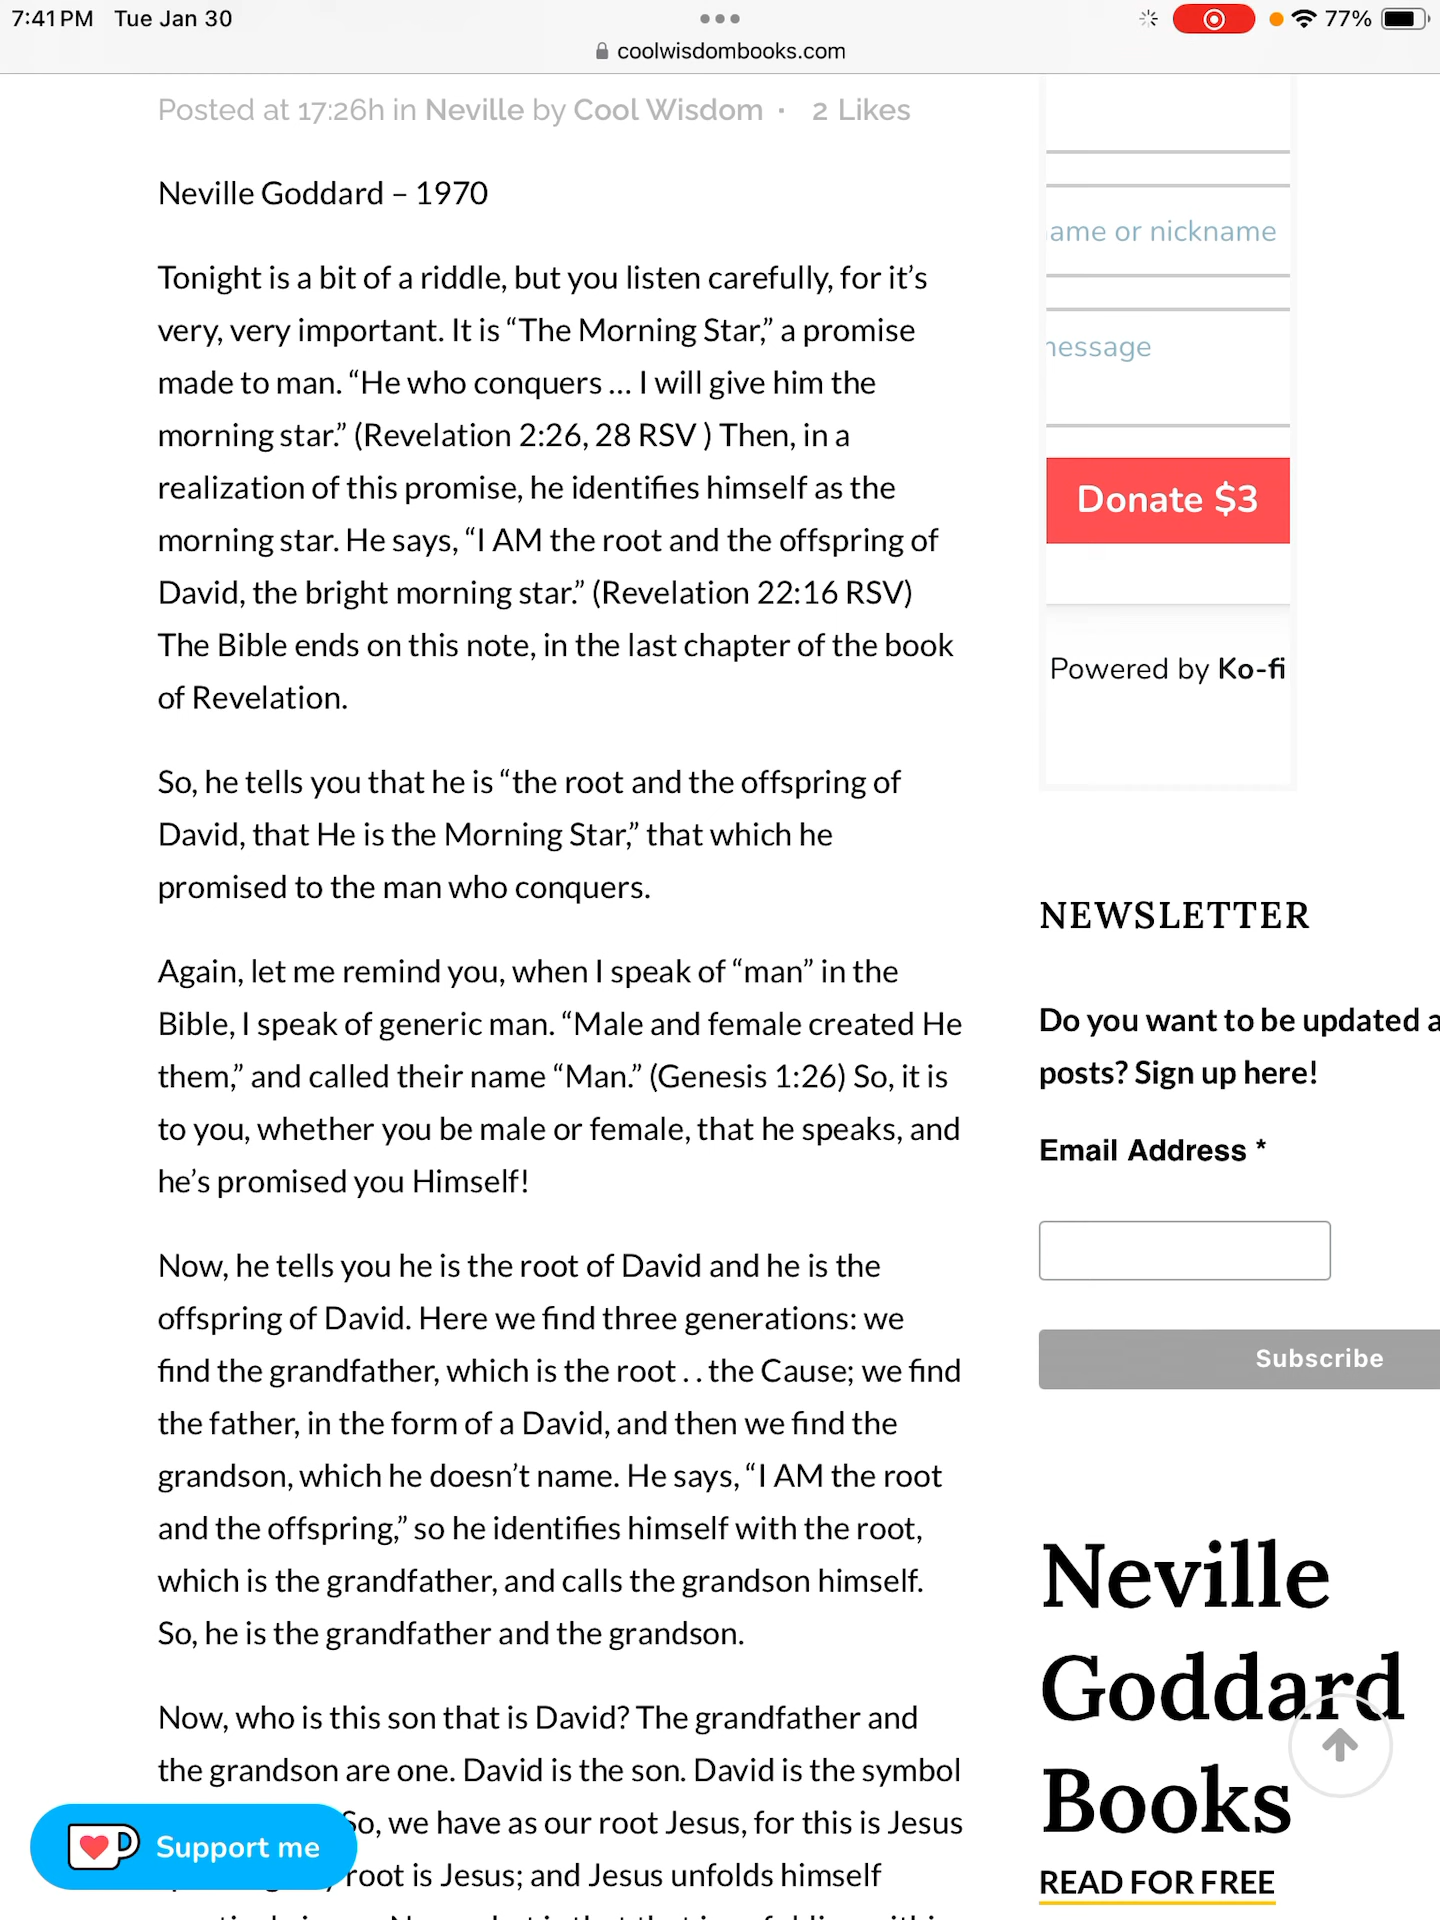 7:41 PM Tue Jan 30
77%
coolwisdombooks.com
Posted at 17:26h in Neville by Cool Wisdom · 2 Likes
Neville Goddard – 1970
Tonight is a bit of a riddle, but you listen carefully, for it’s
very, very important. It is “The Morning Star,” a promise
made to man. “He who conquers … I will give him the
morning star.” (Revelation 2:26, 28 RSV ) Then, in a
realization of this promise, he identifies himself as the
morning star. He says, “I AM the root and the offspring of
David, the bright morning star.” (Revelation 22:16 RSV)
The Bible ends on this note, in the last chapter of the book
of Revelation.
So, he tells you that he is “the root and the offspring of
David, that He is the Morning Star,” that which he
promised to the man who conquers.
Again, let me remind you, when I speak of “man” in the
Bible, I speak of generic man. “Male and female created He
them,” and called their name “Man.” (Genesis 1:26) So, it is
to you, whether you be male or female, that he speaks, and
he’s promised you Himself!
Now, he tells you he is the root of David and he is the
offspring of David. Here we find three generations: we
find the grandfather, which is the root . . the Cause; we find
the father, in the form of a David, and then we find the
grandson, which he doesn’t name. He says, “I AM the root
and the offspring,” so he identifies himself with the root,
which is the grandfather, and calls the grandson himself.
So, he is the grandfather and the grandson.
Now, who is this son that is David? The grandfather and
the grandson are one. David is the son. David is the symbol
So, we have as our root Jesus, for this is Jesus
root is Jesus; and Jesus unfolds himself
Support me
ame or nickname
essage
Donate $3
Powered by Ko-fi
NEWSLETTER
Do you want to be updated a
posts? Sign up here!
Email Address *
Subscribe
Neville
Goddard
Books
READ FOR FREE